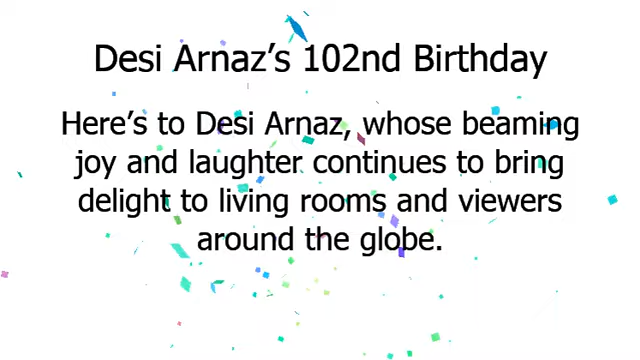 Desi Arnaz’s 102nd Birthday
Here’s to Desi Arnaz, whose beaming
joy and laughter continues to bring
delight to living rooms and viewers
around the globe.